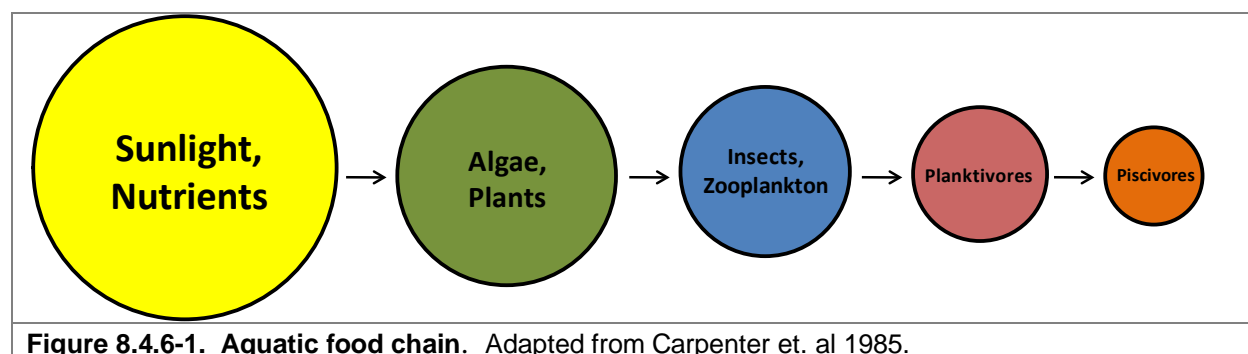 Sunlight,
Nutrients
Algae,
Plants
Insects,
Zooplankton
Planktivores
Piscivores
Figure 8.4.6-1. Aquatic food chain. Adapted from Carpenter et. al 1985.